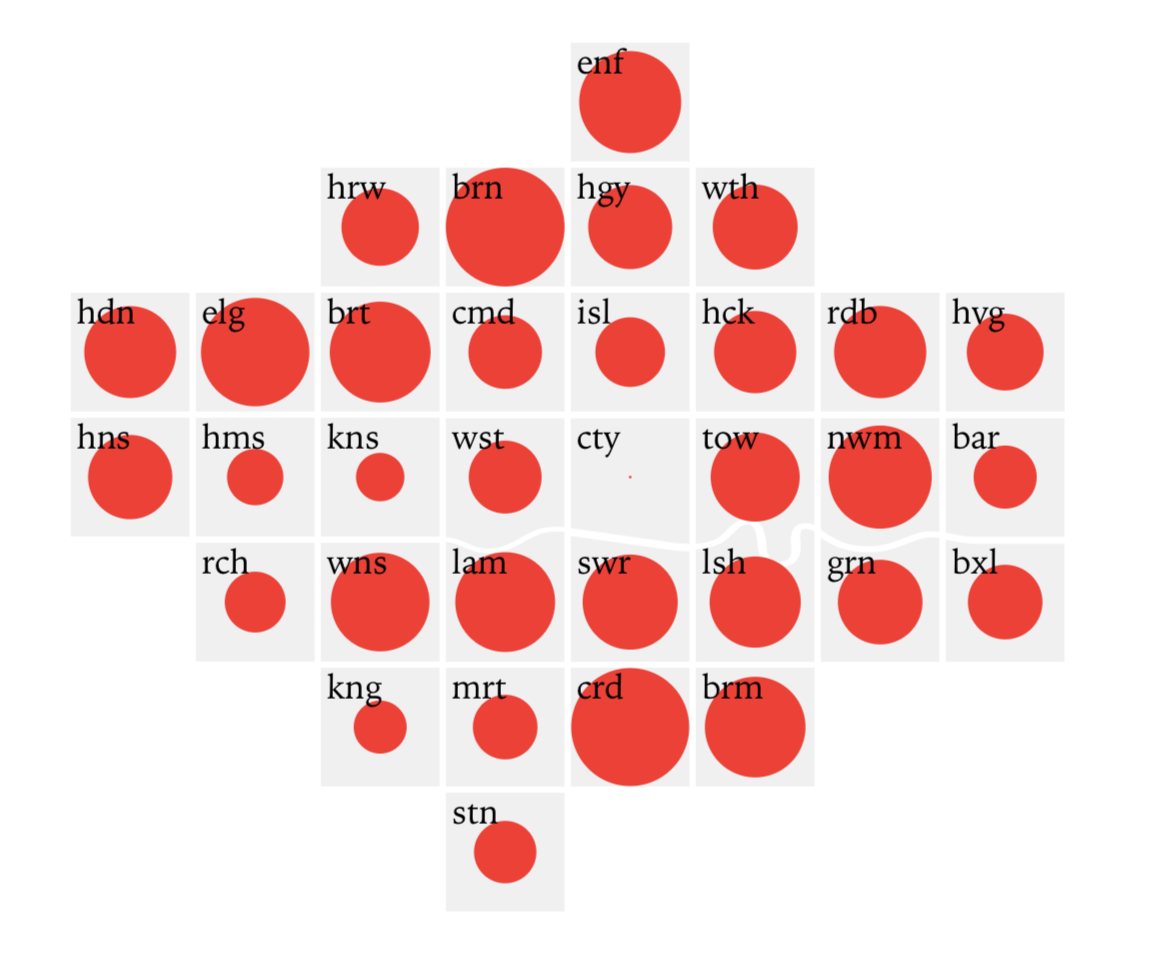 enf
hrw brn hgy wth
hdn elg brt cmd isl hck rdb hvg
hns hms kns wst cty tow nwm bar
rch wns lam swr lsh grn bxl
kng mrt crd brm
stn